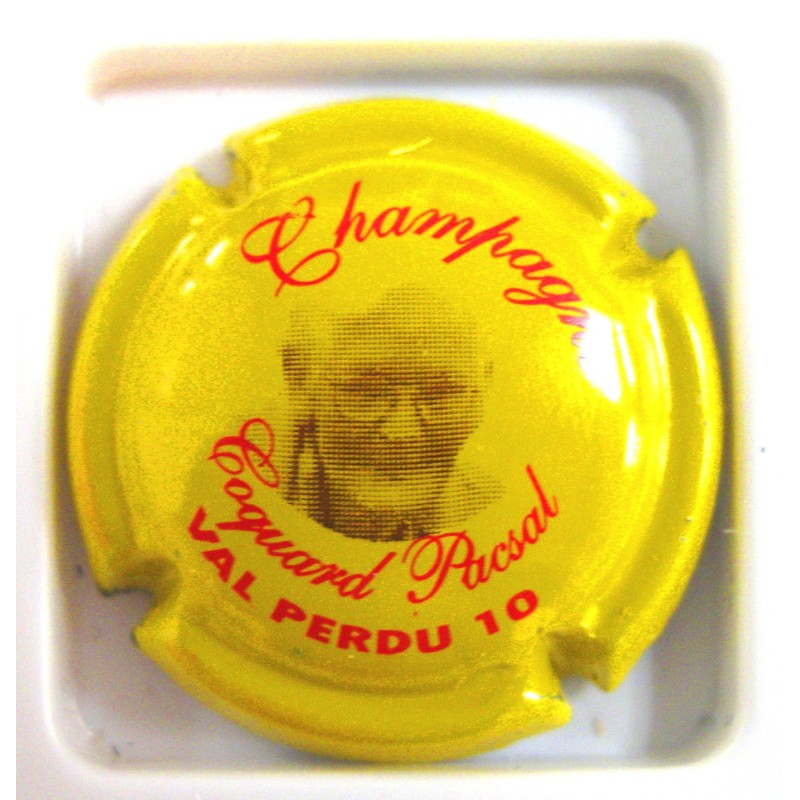 Champagne
Coquard Pacsal
VAL PERDU 10